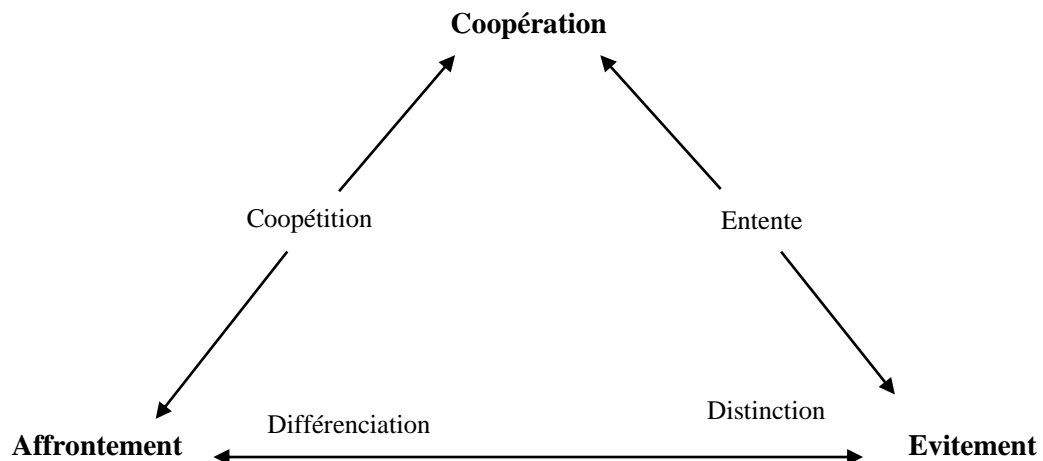 Coopération
Coopétition
Entente
Différenciation
Distinction
Affrontement
Evitement